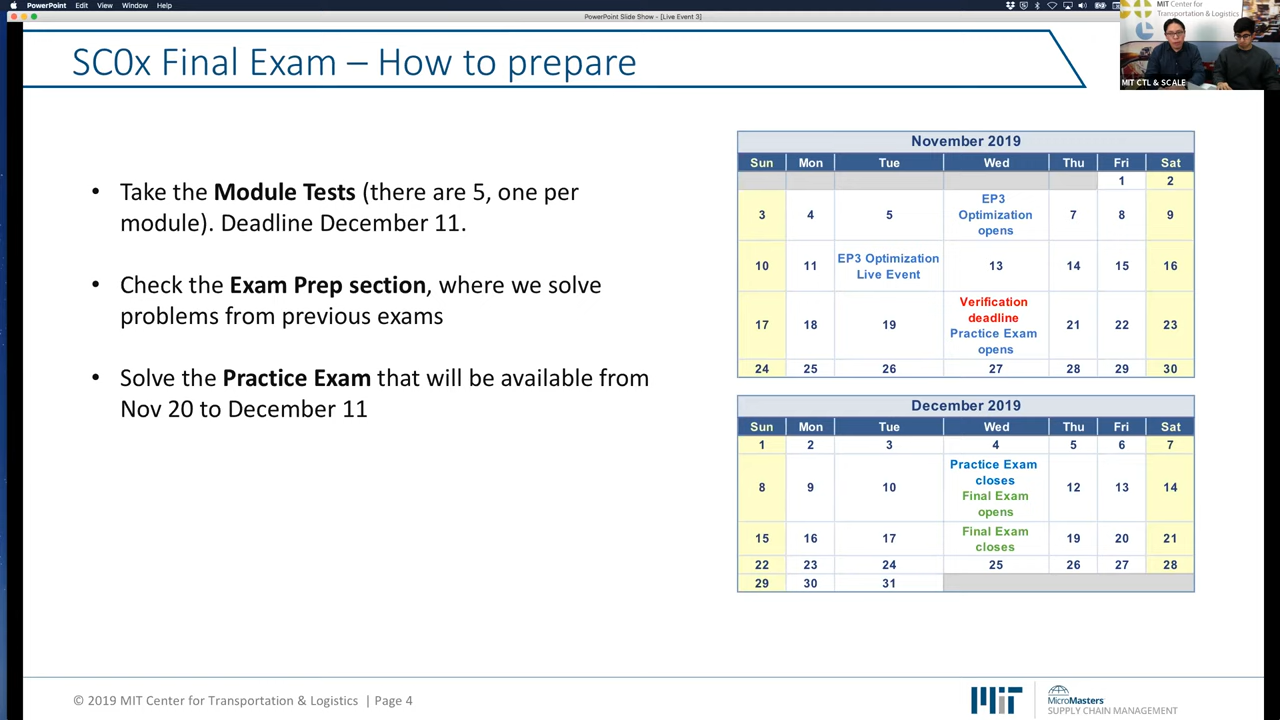 PowerPoint Edit View Window Help
PowerPoint Slide Show - [Live Event 3]
MIT Center for
Transportation & Logistics
MIT CTL & SCALE
SC0x Final Exam – How to prepare
• Take the Module Tests (there are 5, one per
module). Deadline December 11.
• Check the Exam Prep section, where we solve
problems from previous exams
• Solve the Practice Exam that will be available from
Nov 20 to December 11
November 2019
Sun Mon Tue Wed Thu Fri Sat
1 2
3 4 5 EP3 Optimization opens 7 8 9
10 11 EP3 Optimization Live Event 13 14 15 16
17 18 19 Verification deadline Practice Exam opens 21 22 23
24 25 26 27 28 29 30
December 2019
Sun Mon Tue Wed Thu Fri Sat
1 2 3 4 5 6 7
8 9 10 Practice Exam closes Final Exam opens 12 13 14
15 16 17 Final Exam closes 19 20 21
22 23 24 25 26 27 28
29 30 31
© 2019 MIT Center for Transportation & Logistics | Page 4
MIT
MicroMasters
SUPPLY CHAIN MANAGEMENT